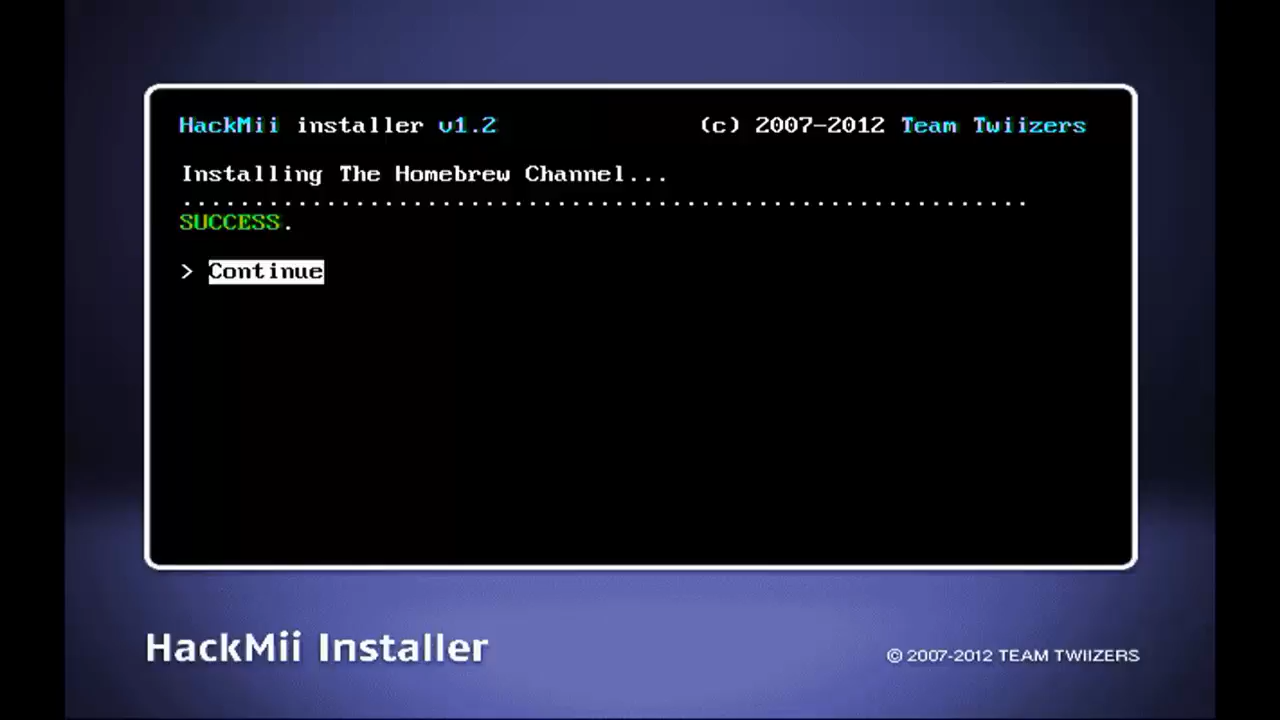 HackMii installer v1.2 (c) 2007-2012 Team Twiizers
Installing The Homebrew Channel...
...........................................................
SUCCESS.
> Continue
HackMii Installer
© 2007-2012 TEAM TWIIZERS